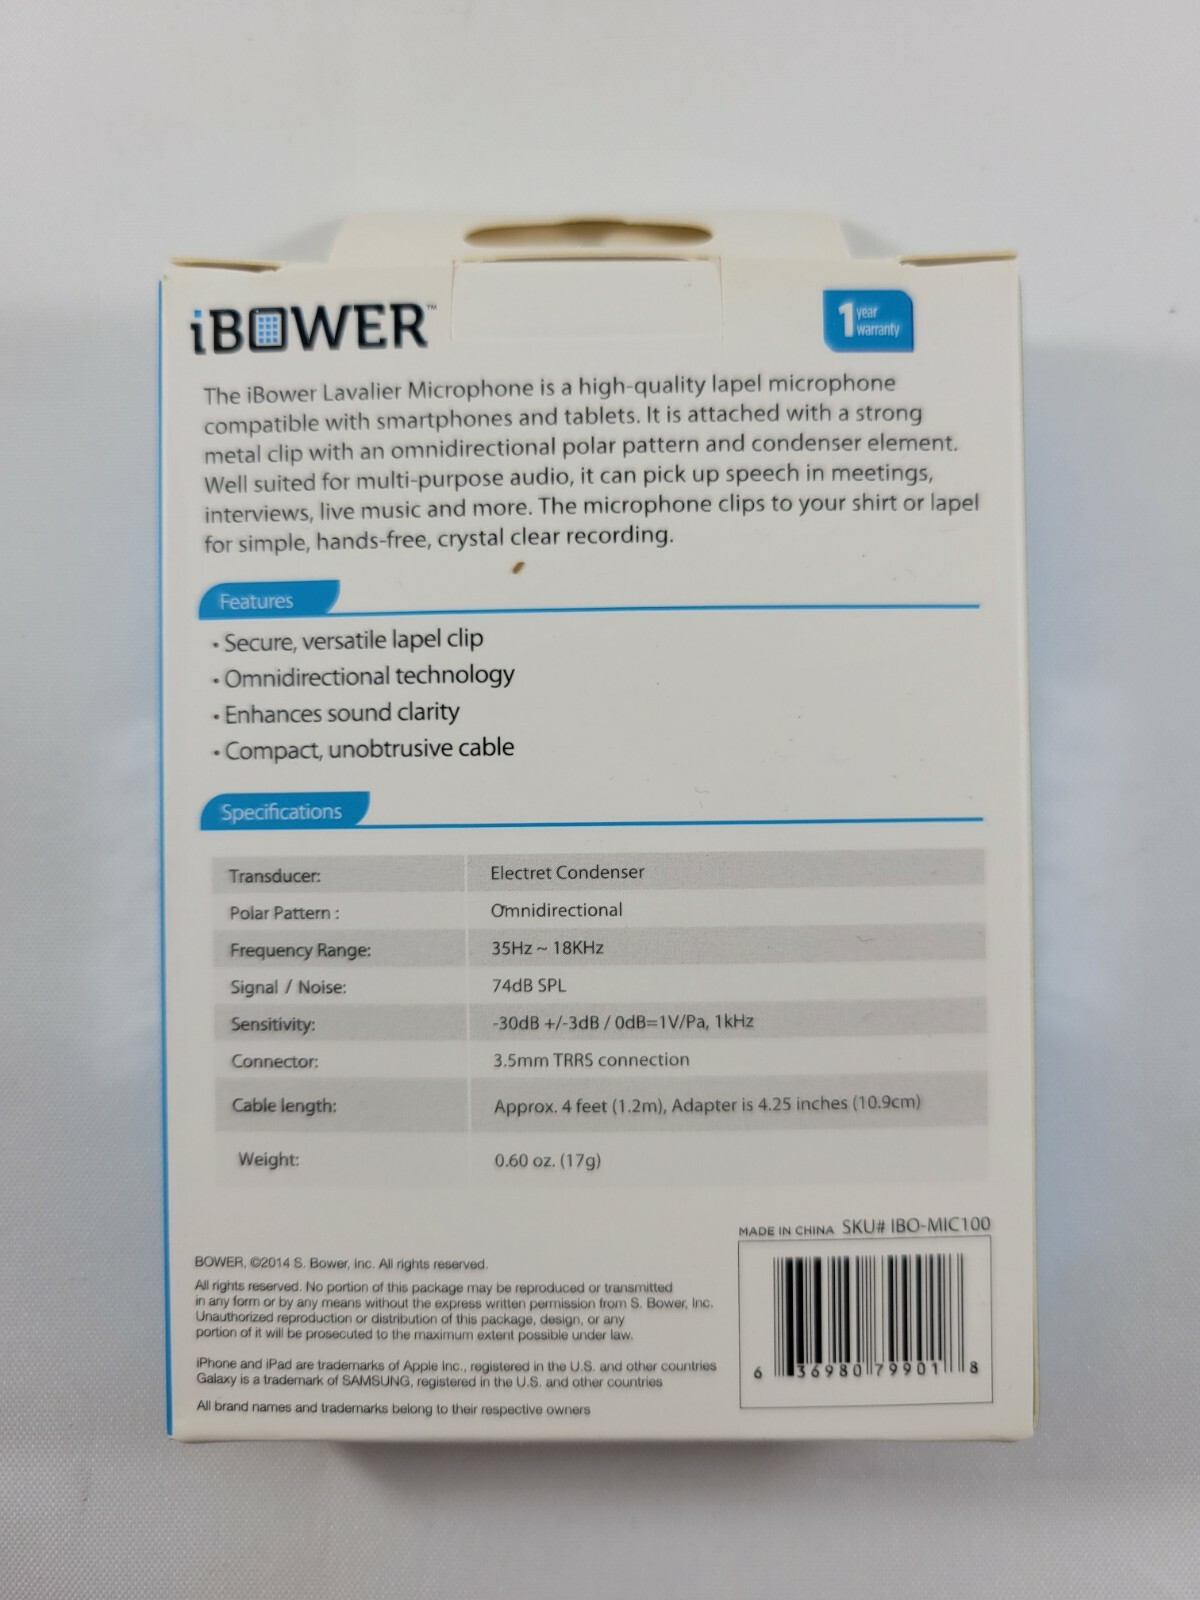 iBOWER™
1 year warranty
The iBower Lavalier Microphone is a high-quality lapel microphone
compatible with smartphones and tablets. It is attached with a strong
metal clip with an omnidirectional polar pattern and condenser element.
Well suited for multi-purpose audio, it can pick up speech in meetings,
interviews, live music and more. The microphone clips to your shirt or lapel
for simple, hands-free, crystal clear recording.
Features
• Secure, versatile lapel clip
• Omnidirectional technology
• Enhances sound clarity
• Compact, unobtrusive cable
Specifications
Transducer: Electret Condenser
Polar Pattern : Omnidirectional
Frequency Range: 35Hz ~ 18KHz
Signal / Noise: 74dB SPL
Sensitivity: -30dB +/-3dB / 0dB=1V/Pa, 1kHz
Connector: 3.5mm TRRS connection
Cable length: Approx. 4 feet (1.2m), Adapter is 4.25 inches (10.9cm)
Weight: 0.60 oz. (17g)
MADE IN CHINA SKU# IBO-MIC100
BOWER, ©2014 S. Bower, Inc. All rights reserved.
All rights reserved. No portion of this package may be reproduced or transmitted
in any form or by any means without the express written permission from S. Bower, Inc.
Unauthorized reproduction or distribution of this package, design, or any
portion of it will be prosecuted to the maximum extent possible under law.
iPhone and iPad are trademarks of Apple Inc., registered in the U.S. and other countries
Galaxy is a trademark of SAMSUNG, registered in the U.S. and other countries
All brand names and trademarks belong to their respective owners
6 36980 79901 8